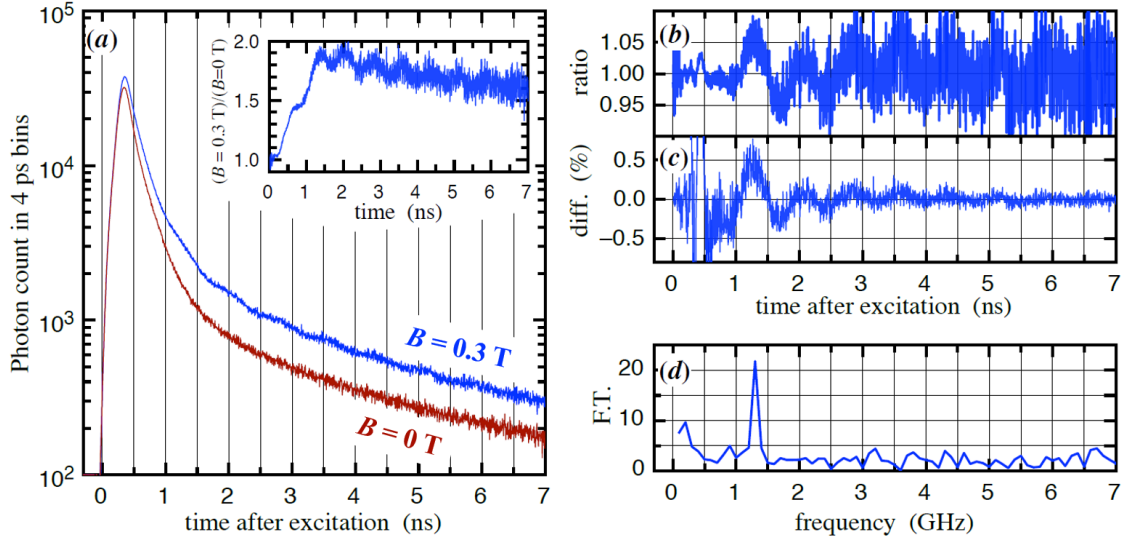 (a)
Photon count in 4 ps bins
10^5
10^4
10^3
10^2
0 1 2 3 4 5 6 7
time after excitation (ns)
B = 0.3 T
B = 0 T
(B = 0.3 T)/(B=0 T)
2.0
1.5
1.0
0 1 2 3 4 5 6 7
time (ns)
(b)
ratio
1.05
1.00
0.95
(c)
diff. (%)
0.5
0.0
−0.5
0 1 2 3 4 5 6 7
time after excitation (ns)
(d)
F.T.
20
10
0
0 1 2 3 4 5 6 7
frequency (GHz)